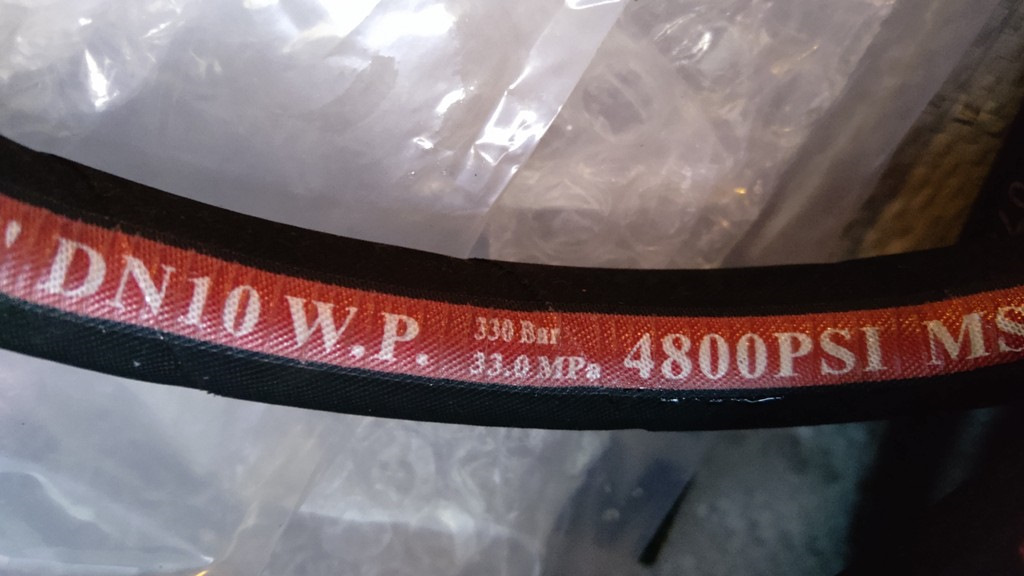 ' DN10 W.P. 330 Bar 4800PSI MS
33.0 MPa